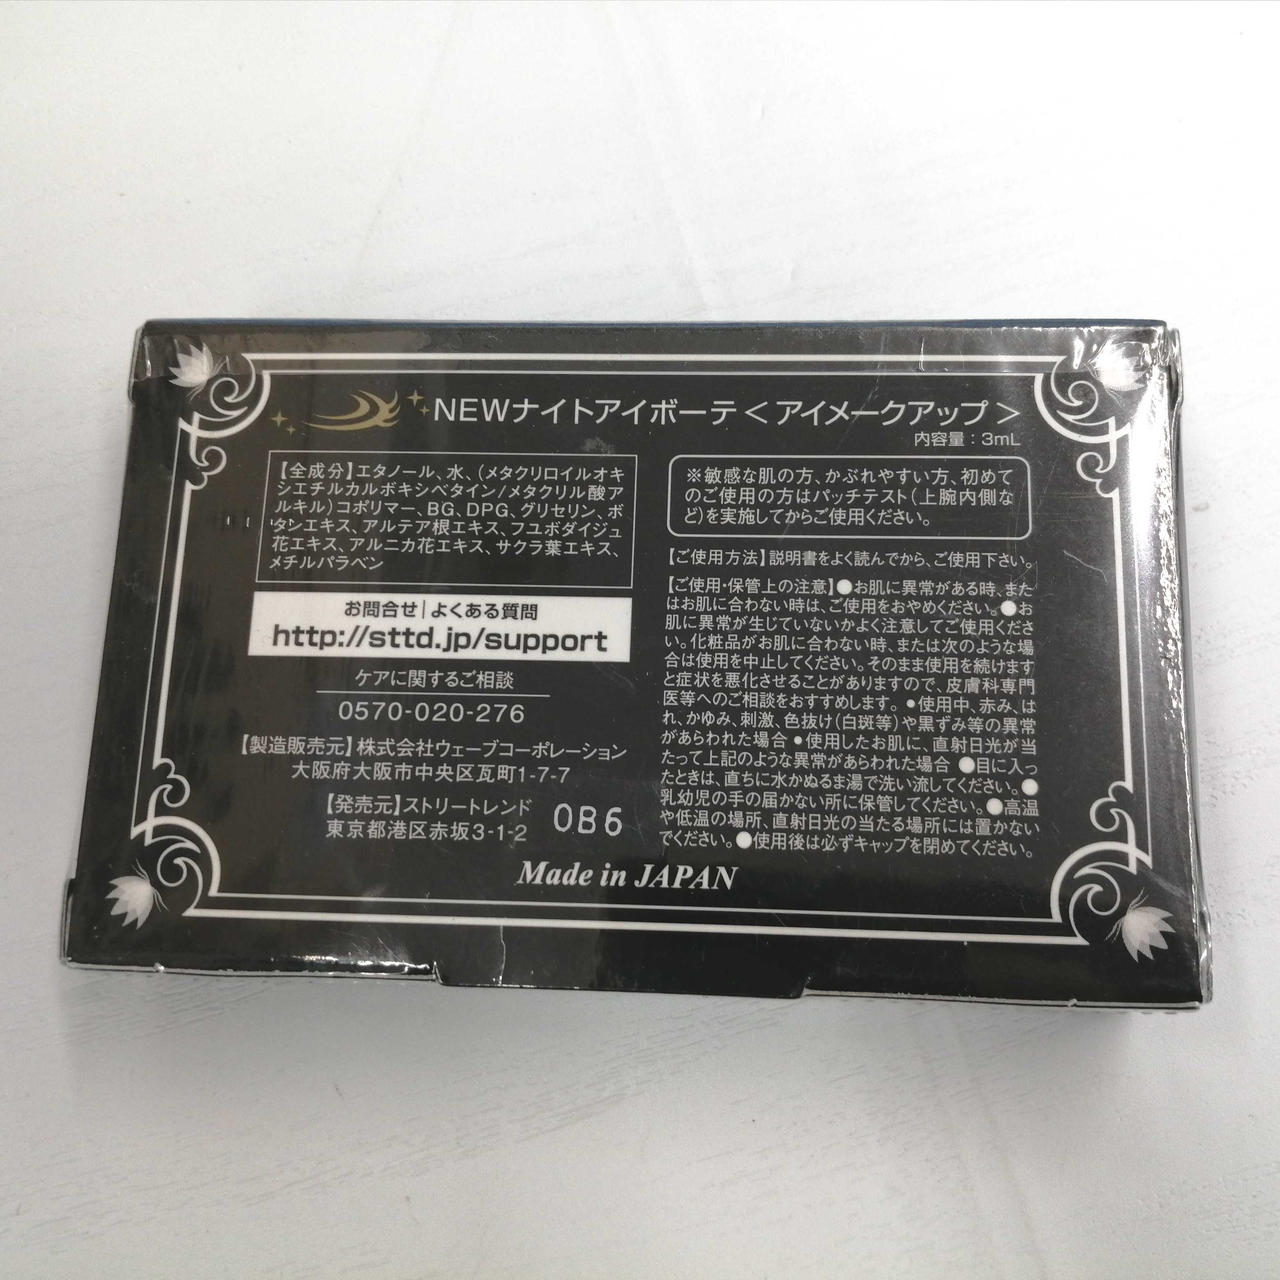 NEWナイトアイボーテ＜アイメークアップ＞
内容量：3mL
【全成分】エタノール、水、(メタクリロイルオキ
シエチルカルボキシベタイン/メタクリル酸ア
ルキル)コポリマー、BG、DPG、グリセリン、ボ
タンエキス、アルテア根エキス、フユボダイジュ
花エキス、アルニカ花エキス、サクラ葉エキス、
メチルパラベン
お問合せ|よくある質問
http://sttd.jp/support
ケアに関するご相談
0570-020-276
【製造販売元】株式会社ウェーブコーポレーション
大阪府大阪市中央区瓦町1-7-7
【発売元】ストリートレンド
東京都港区赤坂3-1-2
0B6
※敏感な肌の方、かぶれやすい方、初めて
のご使用の方はパッチテスト(上腕内側な
ど)を実施してからご使用ください。
【ご使用方法】説明書をよく読んでから、ご使用下さい。
【ご使用・保管上の注意】●お肌に異常がある時、また
はお肌に合わない時は、ご使用をおやめください。●お
肌に異常が生じていないかよく注意してご使用くださ
い。化粧品がお肌に合わない時、または次のような場
合は使用を中止してください。そのまま使用を続けます
と症状を悪化させることがありますので、皮膚科専門
医等へのご相談をおすすめします。 •使用中、赤み、は
れ、かゆみ、刺激、色抜け(白斑等)や黒ずみ等の異常
があらわれた場合 •使用したお肌に、直射日光が当
たって上記のような異常があらわれた場合 ●目に入っ
たときは、直ちに水かぬるま湯で洗い流してください。●
乳幼児の手の届かない所に保管してください。●高温
や低温の場所、直射日光の当たる場所には置かない
でください。●使用後は必ずキャップを閉めてください。
Made in JAPAN